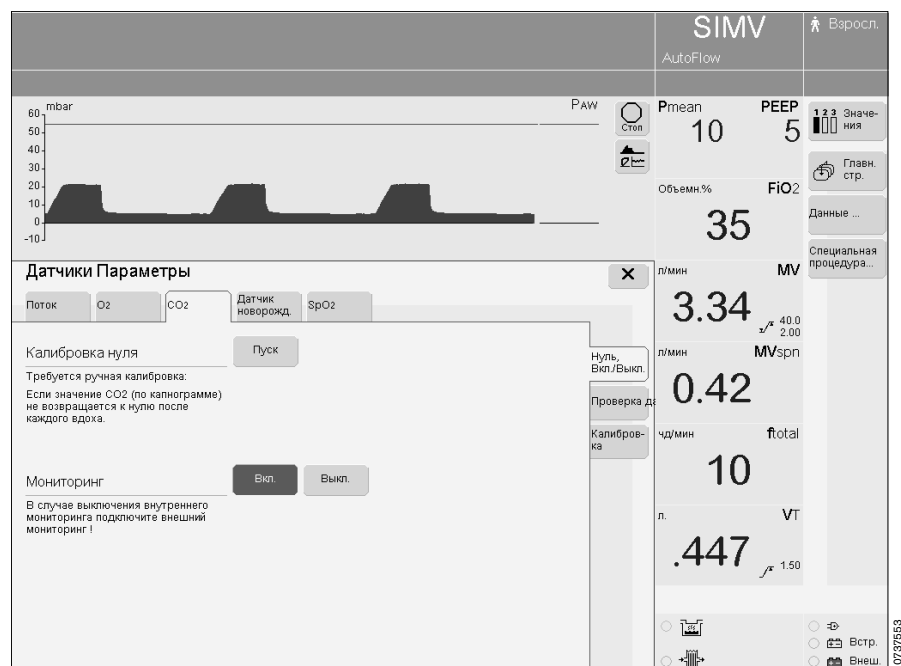 SIMV
AutoFlow
Взросл.
mbar
PAW
60
50
40
30
20
10
0
-10
Стоп
Pmean
PEEP
10
5
Объемн.%
FiO2
35
л/мин
MV
3.34
40.0
2.00
л/мин
MVspn
0.42
чд/мин
ftotal
10
л.
VT
.447
1.50
1 2 3 Значе-
ния
Главн.
стр.
Данные ...
Специальная
процедура...
Датчики Параметры
Поток
O2
CO2
Датчик
новорожд.
SpO2
Калибровка нуля
Пуск
Требуется ручная калибровка:
Если значение CO2 (по капнограмме)
не возвращается к нулю после
каждого вдоха.
Мониторинг
Вкл.
Выкл.
В случае выключения внутреннего
мониторинга подключите внешний
мониторинг !
Нуль,
Вкл./Выкл.
Проверка да
Калибров-
ка
Встр.
Внеш.
0737553